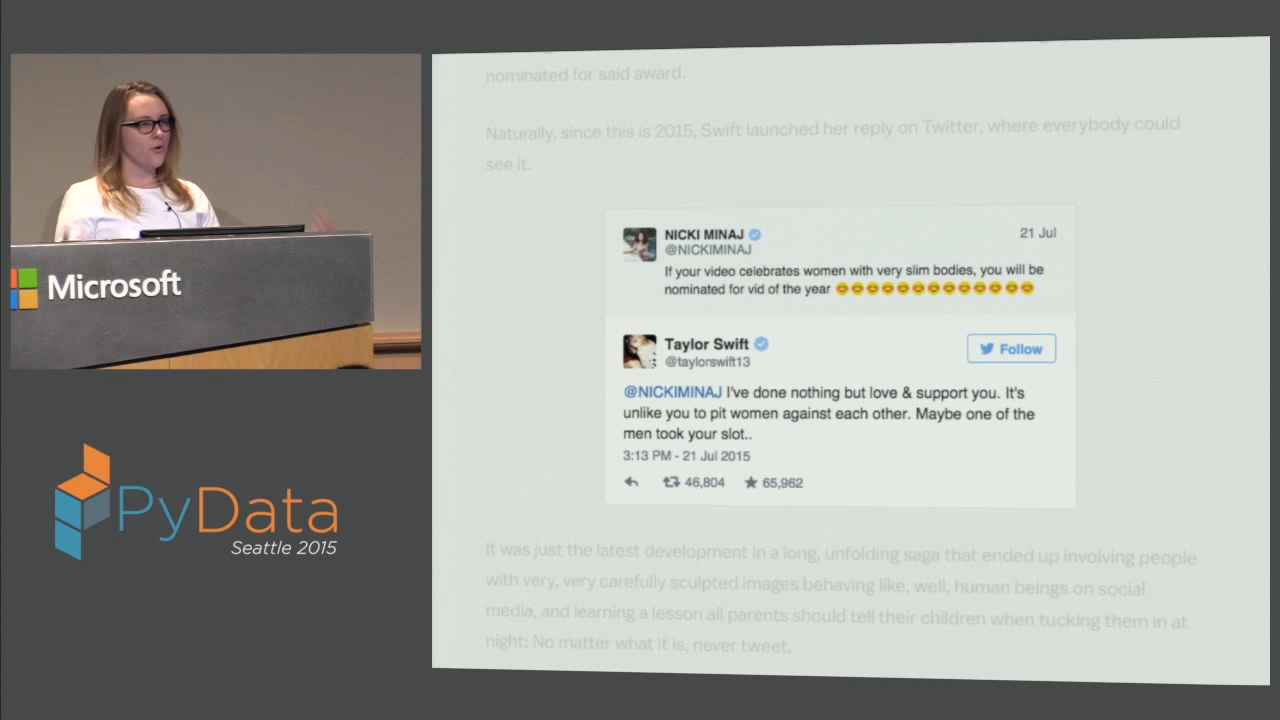 Microsoft
PyData
Seattle 2015
nominated for said award.
Naturally, since this is 2015, Swift launched her reply on Twitter, where everybody could
see it.
NICKI MINAJ
21 Jul
@NICKIMINAJ
If your video celebrates women with very slim bodies, you will be
nominated for vid of the year
Taylor Swift
Follow
@taylorswift13
@NICKIMINAJ I've done nothing but love & support you. It's
unlike you to pit women against each other. Maybe one of the
men took your slot..
3:13 PM - 21 Jul 2015
46,804 65,962
It was just the latest development in a long, unfolding saga that ended up involving people
with very, very carefully sculpted images behaving like, well, human beings on social
media, and learning a lesson all parents should tell their children when tucking them in at
night: No matter what it is, never tweet.